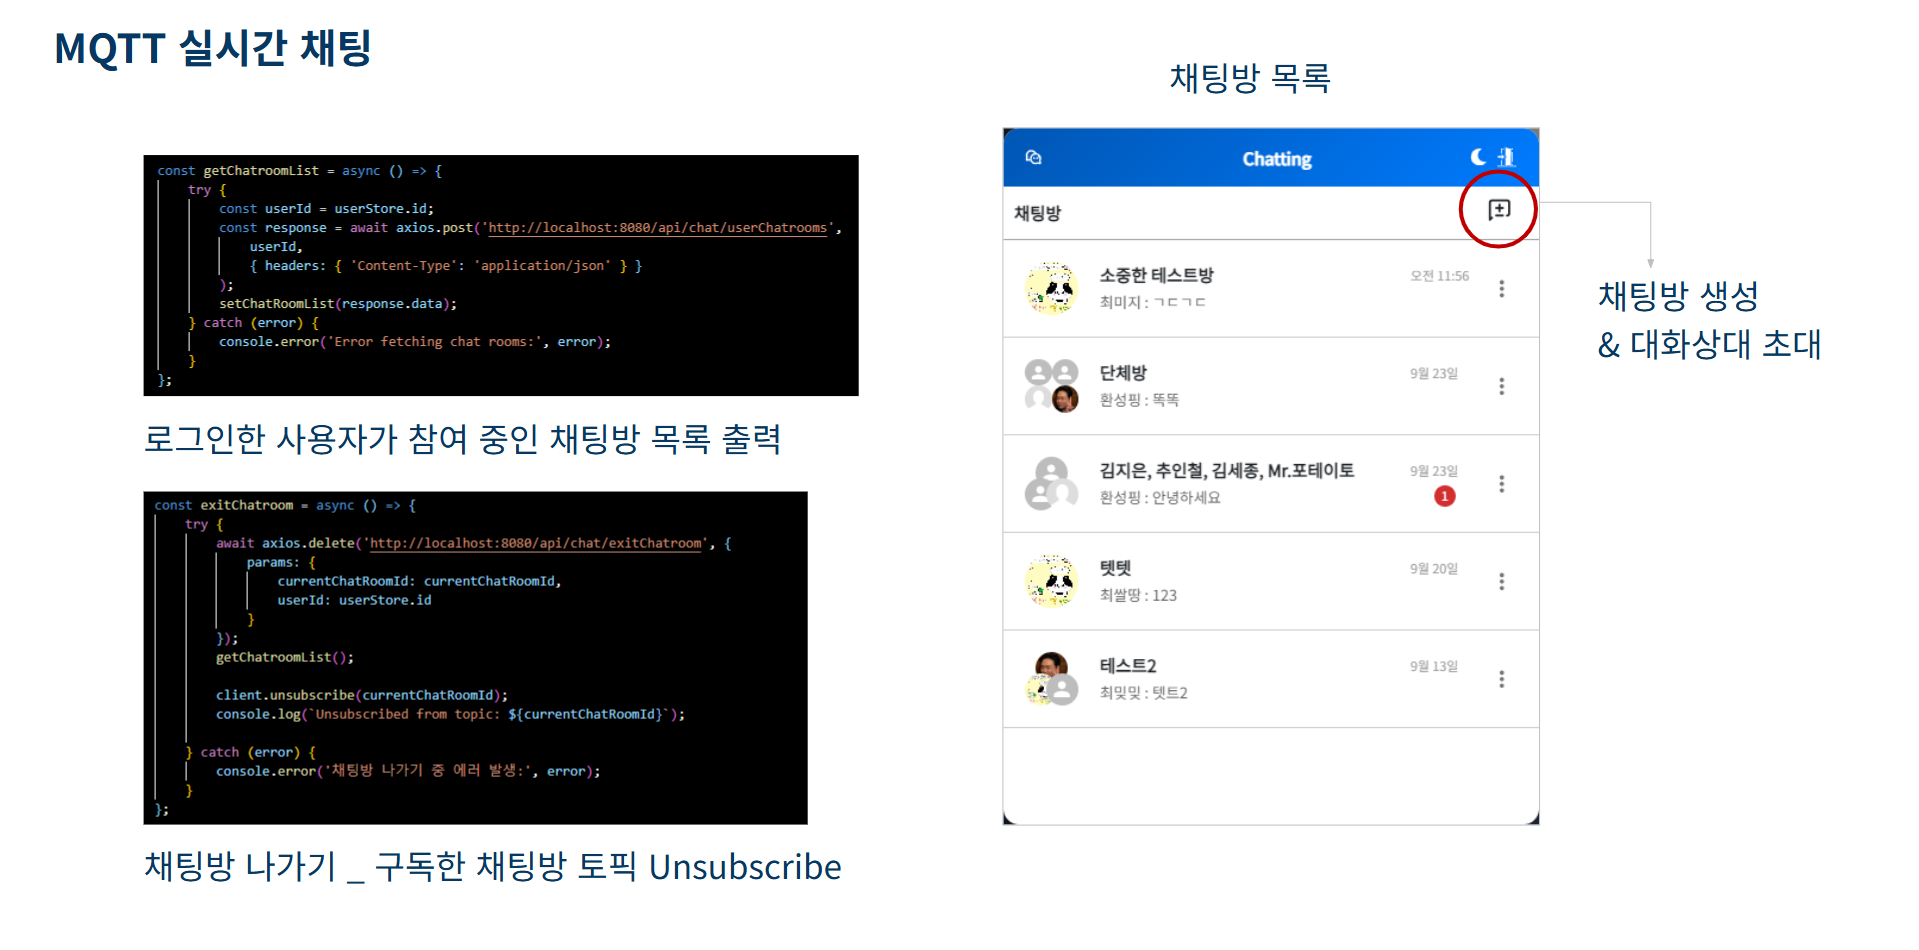 MQTT 실시간 채팅
const getChatroomList = async () => {
try {
const userId = userStore.id;
const response = await axios.post('http://localhost:8080/api/chat/userChatrooms',
userId,
{ headers: { 'Content-Type': 'application/json' } }
);
setChatRoomList(response.data);
} catch (error) {
console.error('Error fetching chat rooms:', error);
}
};
로그인한 사용자가 참여 중인 채팅방 목록 출력
const exitChatroom = async () => {
try {
await axios.delete('http://localhost:8080/api/chat/exitChatroom', {
params: {
currentChatRoomId: currentChatRoomId,
userId: userStore.id
}
});
getChatroomList();
client.unsubscribe(currentChatRoomId);
console.log(`Unsubscribed from topic: ${currentChatRoomId}`);
} catch (error) {
console.error('채팅방 나가기 중 에러 발생:', error);
}
};
채팅방 나가기 _ 구독한 채팅방 토픽 Unsubscribe
채팅방 목록
Chatting
채팅방
소중한 테스트방
오전 11:56
최미지 : ㄱㄷㄱㄷ
단체방
9월 23일
환성핑 : 똑똑
김지은, 추인철, 김세종, Mr.포테이토
9월 23일
환성핑 : 안녕하세요
1
텟텟
9월 20일
최쌀땅 : 123
테스트2
9월 13일
최밎밎 : 텟트2
채팅방 생성
& 대화상대 초대